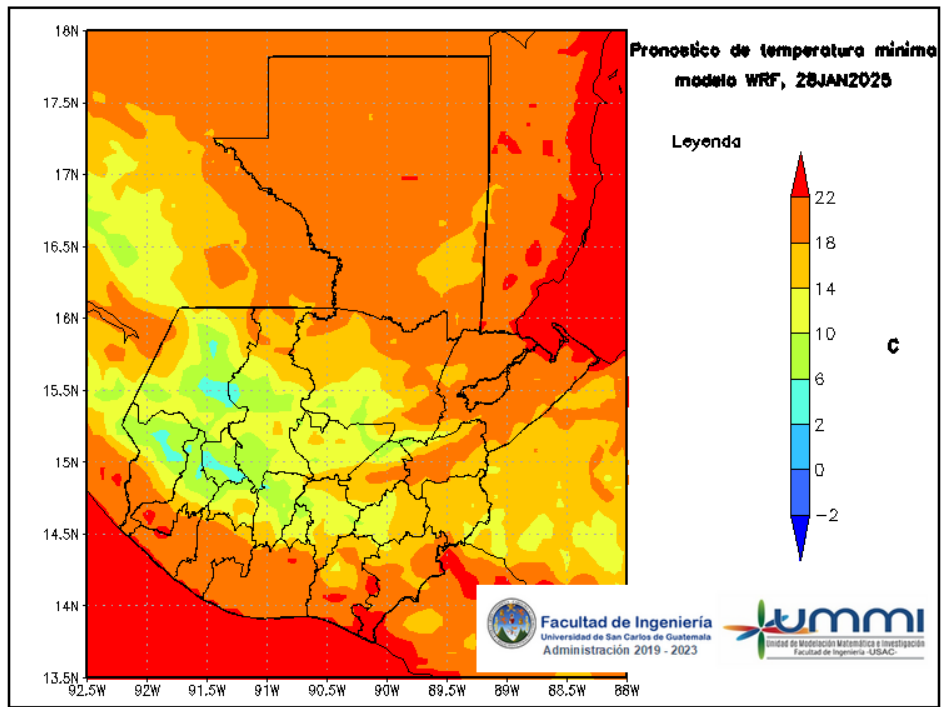 Pronostico de temperatura minima
modelo WRF, 28JAN2025
Leyenda
18N
17.5N
17N
16.5N
16N
15.5N
15N
14.5N
14N
13.5N
92.5W 92W 91.5W 91W 90.5W 90W 89.5W 89W 88.5W 88W
22
18
14
10
6
2
0
−2
C
Facultad de Ingeniería
Universidad de San Carlos de Guatemala
Administración 2019 - 2023
ummi
Unidad de Modelación Matemática e Investigación
Facultad de Ingeniería -USAC-